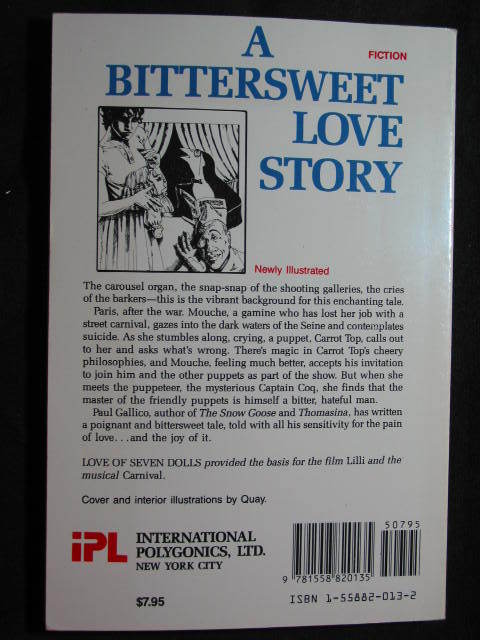 A
FICTION
BITTERSWEET
LOVE
STORY
Newly Illustrated
The carousel organ, the snap-snap of the shooting galleries, the cries
of the barkers—this is the vibrant background for this enchanting tale.
Paris, after the war. Mouche, a gamine who has lost her job with a
street carnival, gazes into the dark waters of the Seine and contemplates
suicide. As she stumbles along, crying, a puppet, Carrot Top, calls out
to her and asks what's wrong. There's magic in Carrot Top's cheery
philosophies, and Mouche, feeling much better, accepts his invitation
to join him and the other puppets as part of the show. But when she
meets the puppeteer, the mysterious Captain Coq, she finds that the
master of the friendly puppets is himself a bitter, hateful man.
Paul Gallico, author of The Snow Goose and Thomasina, has written
a poignant and bittersweet tale, told with all his sensitivity for the pain
of love. . .and the joy of it.
LOVE OF SEVEN DOLLS provided the basis for the film Lilli and the
musical Carnival.
Cover and interior illustrations by Quay.
iPL
INTERNATIONAL
POLYGONICS, LTD.
NEW YORK CITY
$7.95
50795
9 781558 820135
ISBN 1-55882-013-2